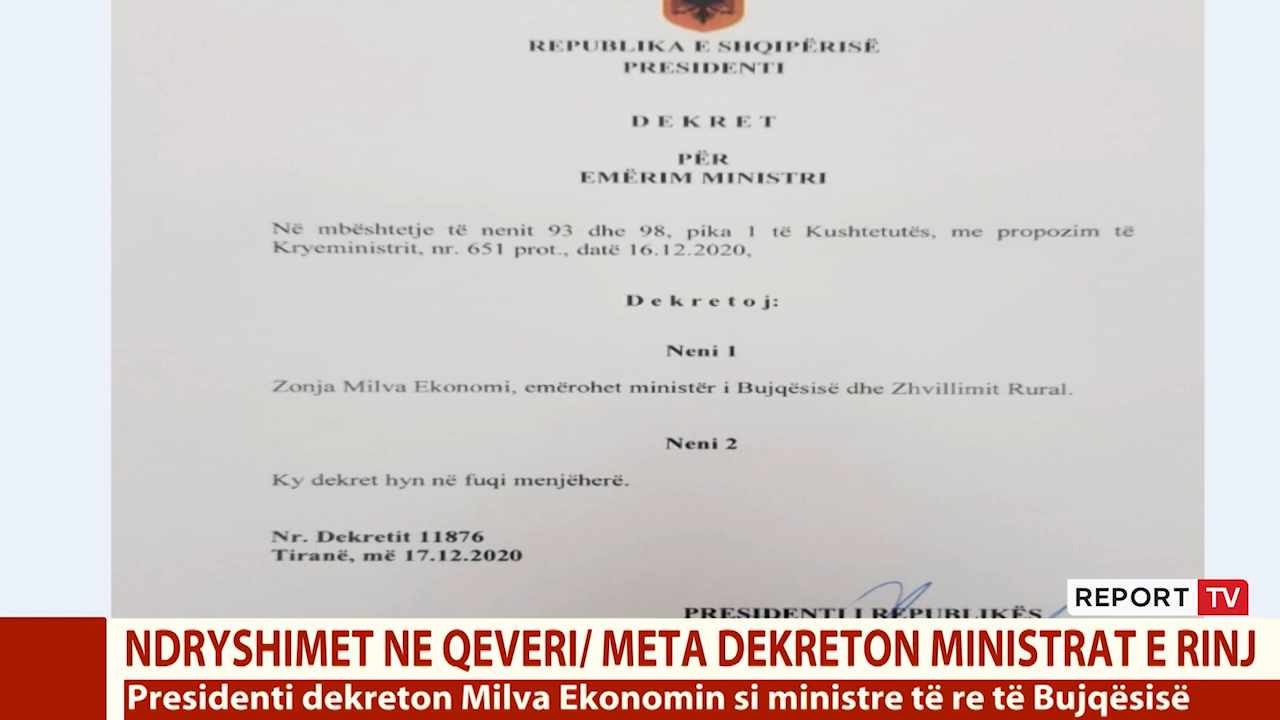 REPUBLIKA E SHQIPËRISË
PRESIDENTI
DEKRET
PËR
EMËRIM MINISTRI
Në mbështetje të nenit 93 dhe 98, pika 1 të Kushtetutës, me propozim të
Kryeministrit, nr. 651 prot., datë 16.12.2020,
Dekretoj:
Neni 1
Zonja Milva Ekonomi, emërohet ministër i Bujqësisë dhe Zhvillimit Rural.
Neni 2
Ky dekret hyn në fuqi menjëherë.
Nr. Dekretit 11876
Tiranë, më 17.12.2020
PRESIDENTI I REPUBLIKËS
REPORT TV
NDRYSHIMET NE QEVERI/ META DEKRETON MINISTRAT E RINJ
Presidenti dekreton Milva Ekonomin si ministre të re të Bujqësisë